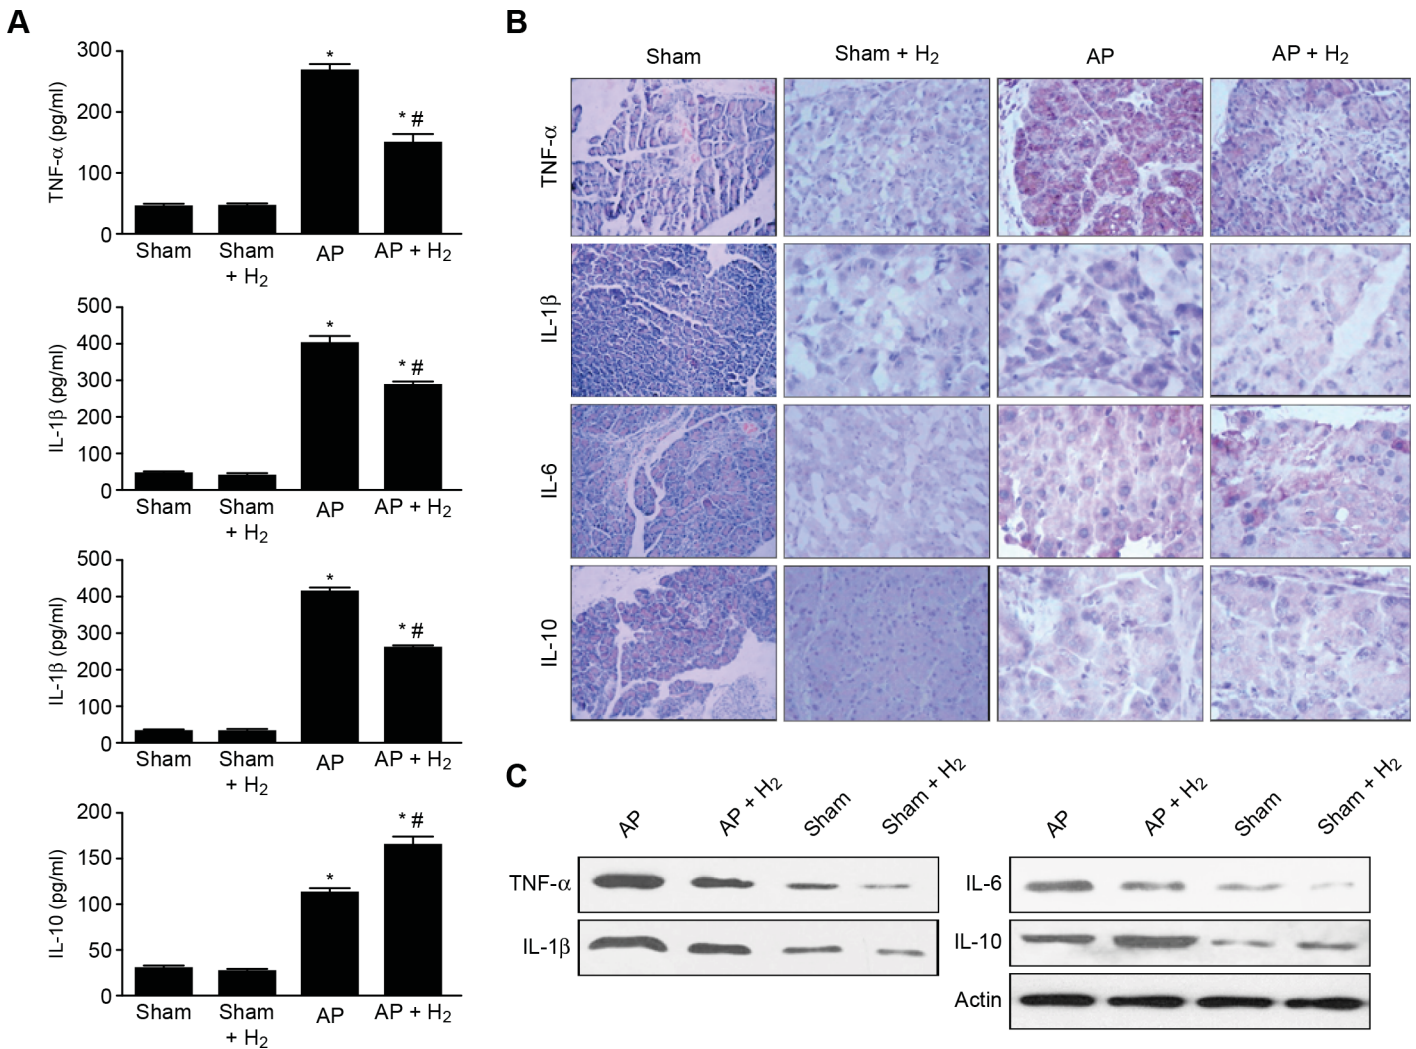 A
TNF-α (pg/ml)
300
200
100
0
*
* #
Sham
Sham + H₂
AP
AP + H₂
IL-1β (pg/ml)
500
400
300
200
100
0
*
* #
Sham
Sham + H₂
AP
AP + H₂
IL-1β (pg/ml)
500
400
300
200
100
0
*
* #
Sham
Sham + H₂
AP
AP + H₂
IL-10 (pg/ml)
200
150
100
50
0
*
* #
Sham
Sham + H₂
AP
AP + H₂
B
Sham
Sham + H₂
AP
AP + H₂
TNF-α
IL-1β
IL-6
IL-10
C
AP
AP + H₂
Sham
Sham + H₂
TNF-α
IL-1β
AP
AP + H₂
Sham
Sham + H₂
IL-6
IL-10
Actin